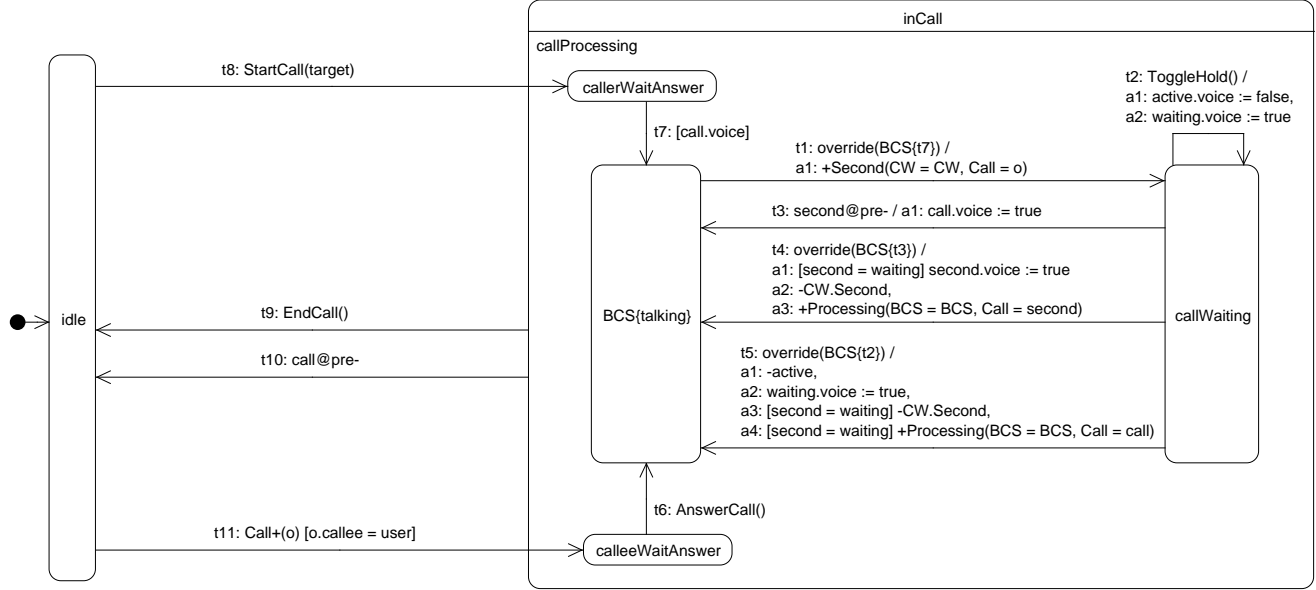 inCall
callProcessing
t8: StartCall(target)
callerWaitAnswer
t2: ToggleHold() /
a1: active.voice := false,
a2: waiting.voice := true
t7: [call.voice]
t1: override(BCS{t7}) /
a1: +Second(CW = CW, Call = o)
t3: second@pre- / a1: call.voice := true
t4: override(BCS{t3}) /
a1: [second = waiting] second.voice := true
a2: -CW.Second,
a3: +Processing(BCS = BCS, Call = second)
idle
t9: EndCall()
BCS{talking}
callWaiting
t10: call@pre-
t5: override(BCS{t2}) /
a1: -active,
a2: waiting.voice := true,
a3: [second = waiting] -CW.Second,
a4: [second = waiting] +Processing(BCS = BCS, Call = call)
t6: AnswerCall()
t11: Call+(o) [o.callee = user]
calleeWaitAnswer